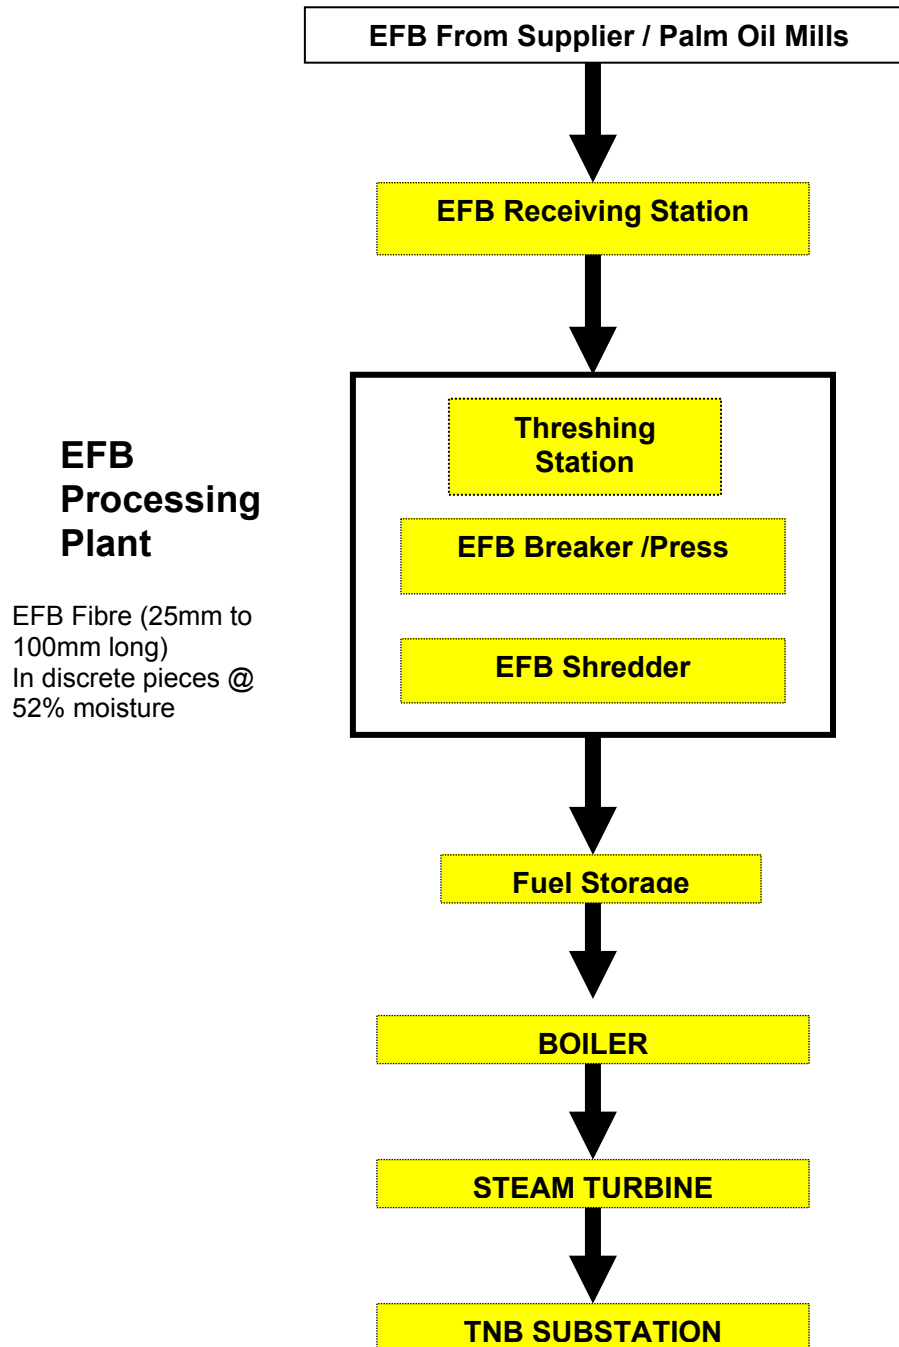 EFB From Supplier / Palm Oil Mills
EFB Receiving Station
Threshing
Station
EFB
Processing
Plant
EFB Breaker /Press
EFB Fibre (25mm to
100mm long)
In discrete pieces @
52% moisture
EFB Shredder
Fuel Storage
BOILER
STEAM TURBINE
TNB SUBSTATION